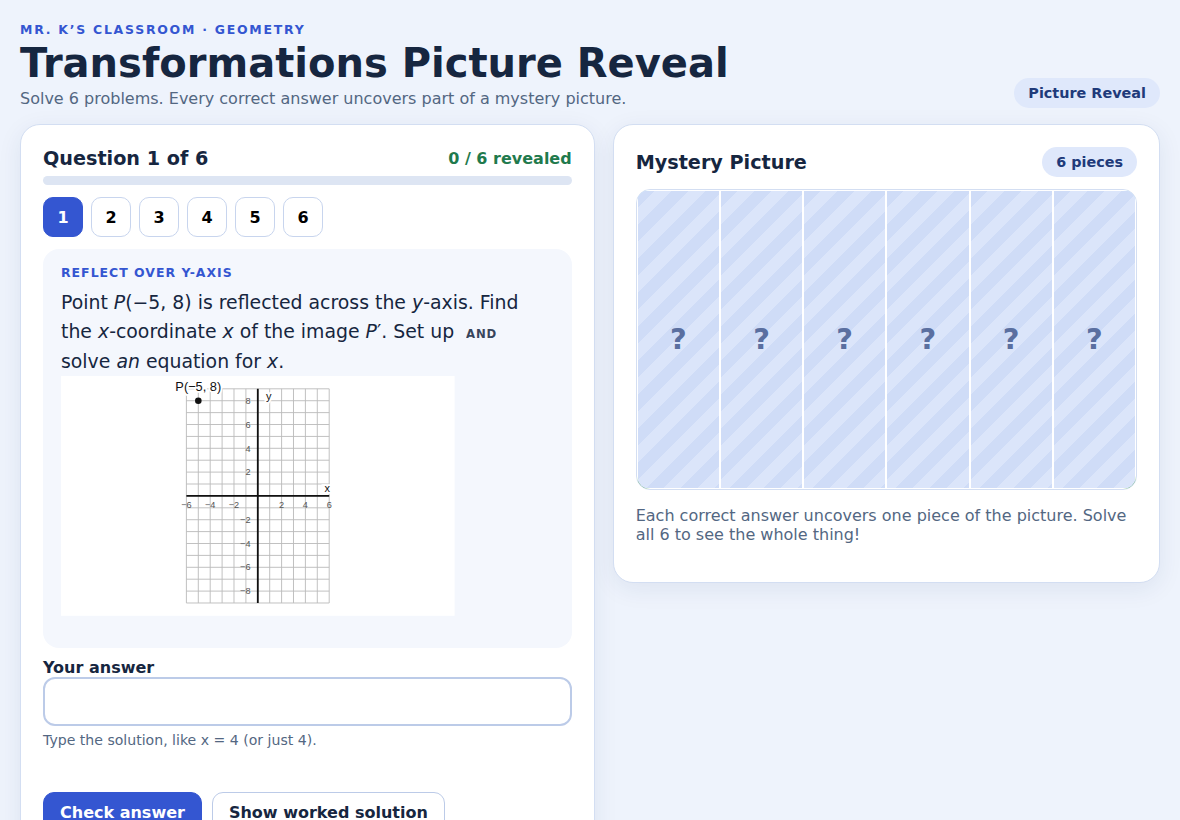 MR. K’S CLASSROOM · GEOMETRY
Transformations Picture Reveal
Solve 6 problems. Every correct answer uncovers part of a mystery picture.
Picture Reveal
Question 1 of 6
0 / 6 revealed
1 2 3 4 5 6
REFLECT OVER Y-AXIS
Point P(−5, 8) is reflected across the y-axis. Find
the x-coordinate x of the image P′. Set up AND
solve an equation for x.
P(−5, 8)
y
8
6
4
2
x
−6 −4 −2 2 4 6
−2
−4
−6
−8
Your answer
Type the solution, like x = 4 (or just 4).
Check answer
Show worked solution
Mystery Picture
6 pieces
? ? ? ? ? ?
Each correct answer uncovers one piece of the picture. Solve
all 6 to see the whole thing!